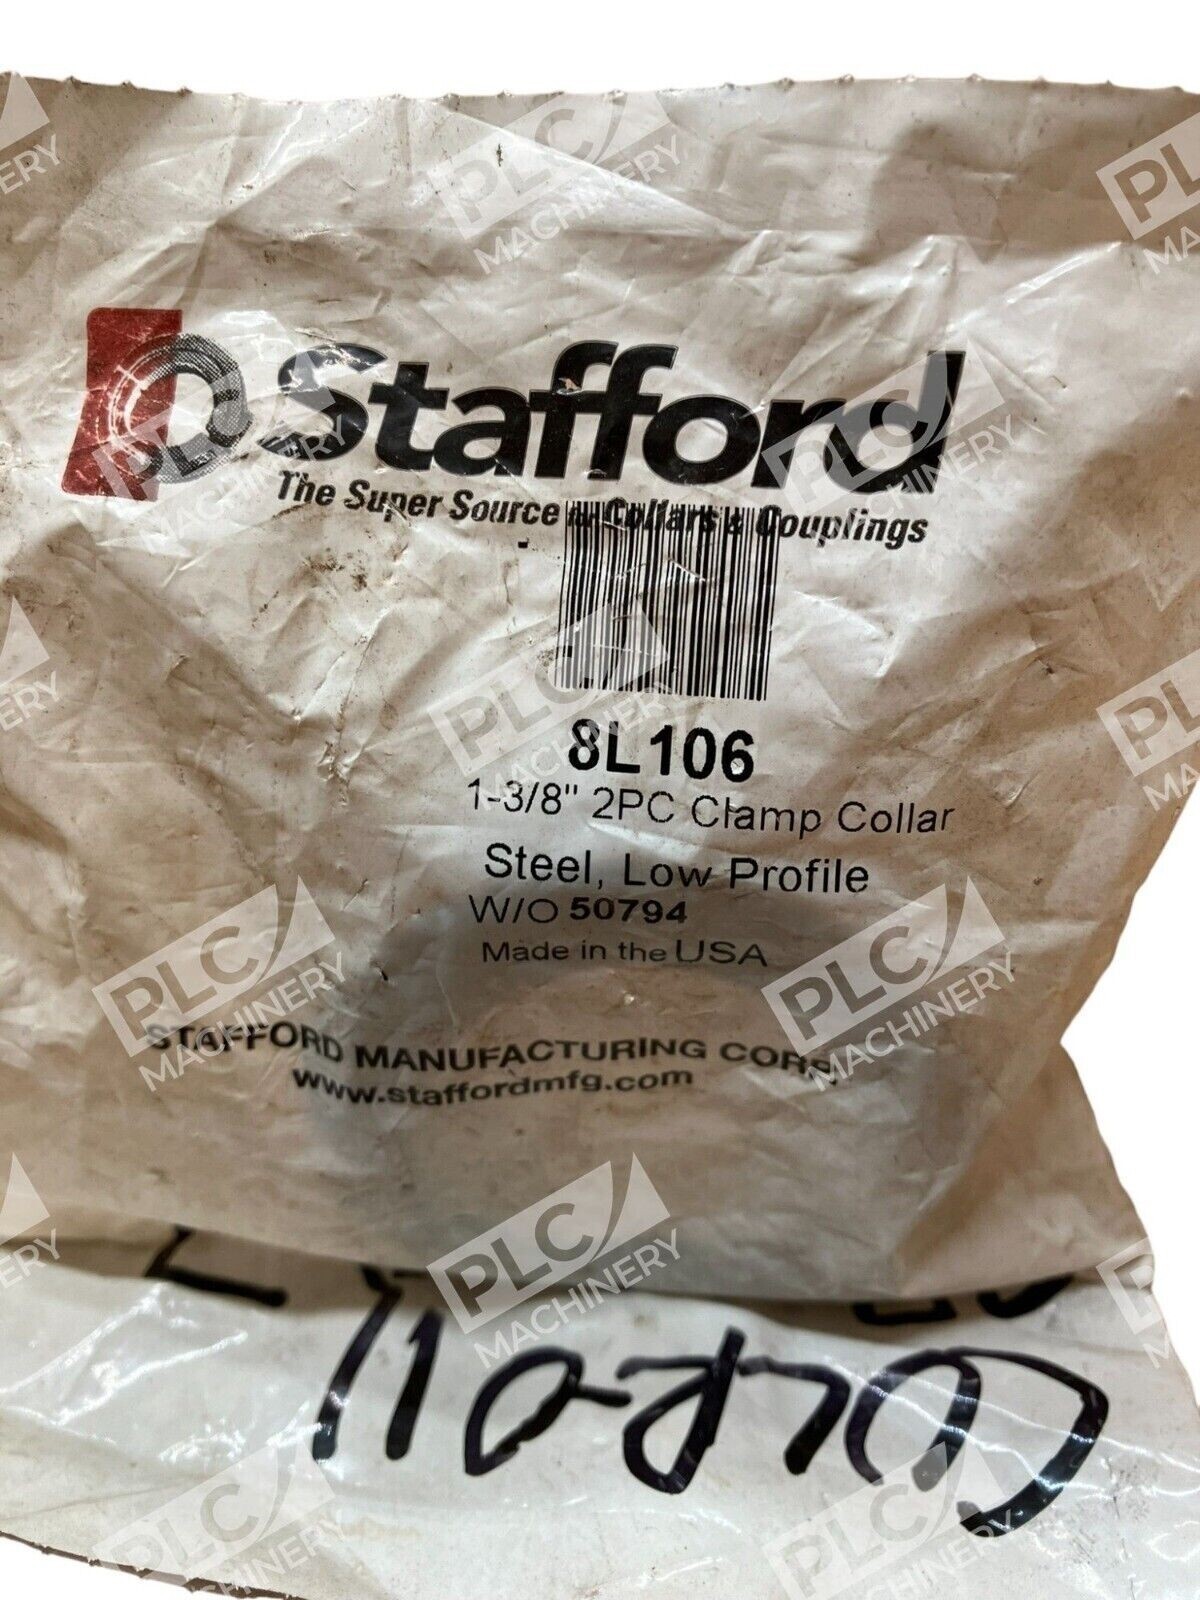 Stafford
The Super Source for Collars & Couplings
8L106
1-3/8" 2PC Clamp Collar
Steel, Low Profile
W/O 50794
Made in the USA
STAFFORD MANUFACTURING CORP.
www.staffordmfg.com
PLC
MACHINERY